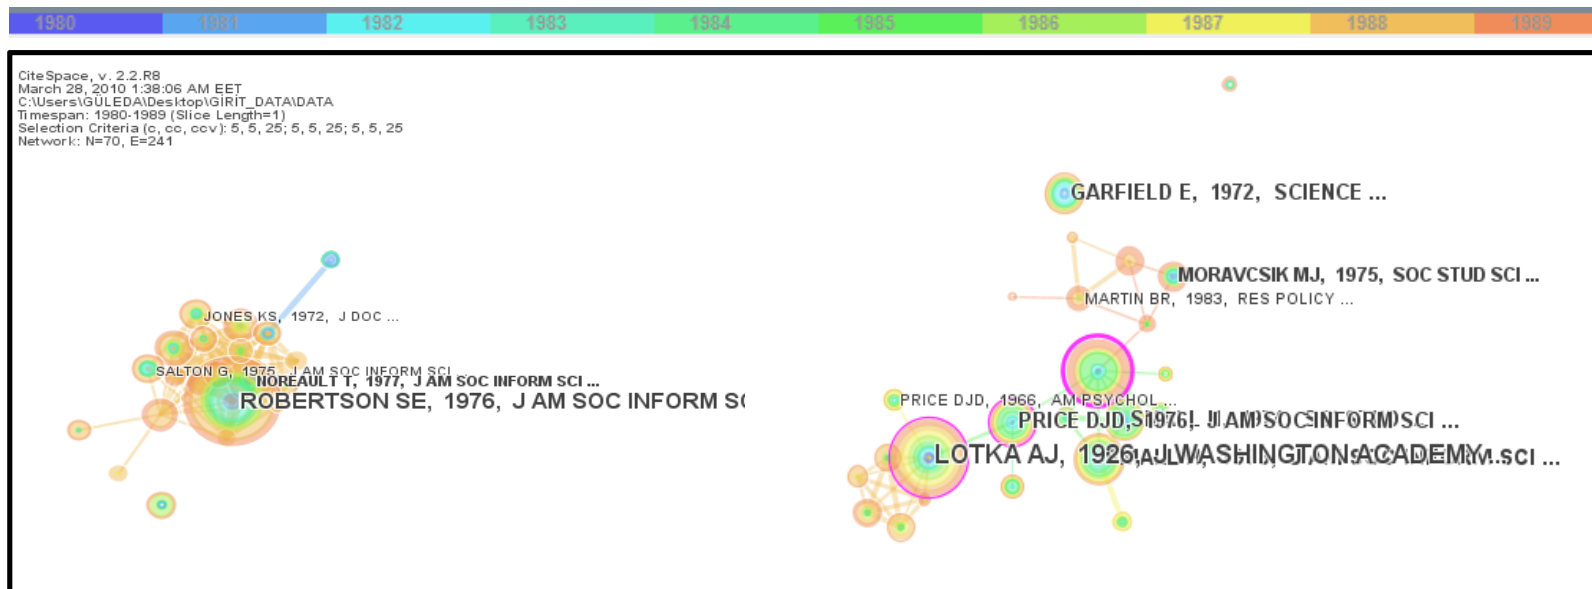 1980 1981 1982 1983 1984 1985 1986 1987 1988 1989
CiteSpace, v. 2.2.R8
March 28, 2010 1:38:06 AM EET
C:\Users\GÜLEDA\Desktop\GIRIT_DATA\DATA
Timespan: 1980-1989 (Slice Length=1)
Selection Criteria (c, cc, ccv): 5, 5, 25; 5, 5, 25; 5, 5, 25
Network: N=70, E=241
GARFIELD E, 1972, SCIENCE ...
MORAVCSIK MJ, 1975, SOC STUD SCI ...
MARTIN BR, 1983, RES POLICY ...
JONES KS, 1972, J DOC ...
SALTON G, 1975, J AM SOC INFORM SCI
NOREAULT T, 1977, J AM SOC INFORM SCI ...
ROBERTSON SE, 1976, J AM SOC INFORM S
PRICE DJD, 1966, AM PSYCHOL ...
PRICE DJD, 1976, J AM SOC INFORM SCI ...
LOTKA AJ, 1926, J WASHINGTON ACADEMY ...
SCI ...